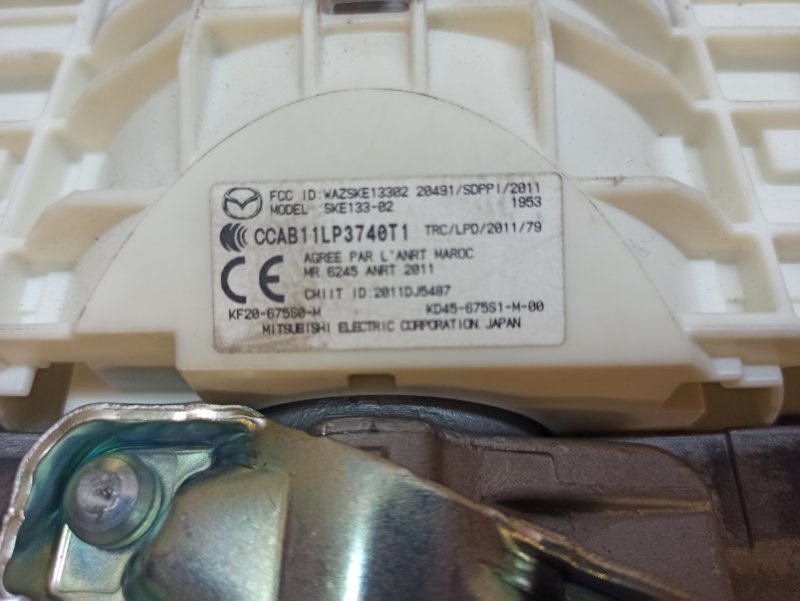 FCC ID:WAZSKE13302 20491/SDPPI/2011
MODEL :SKE133-02 1953
CCAB11LP3740T1 TRC/LPD/2011/79
AGREE PAR L'ANRT MAROC
MR 6245 ANRT 2011
CE
CMIIT ID:2011DJ5487
KF20-675S0-M KD45-675S1-M-00
MITSUBISHI ELECTRIC CORPORATION JAPAN